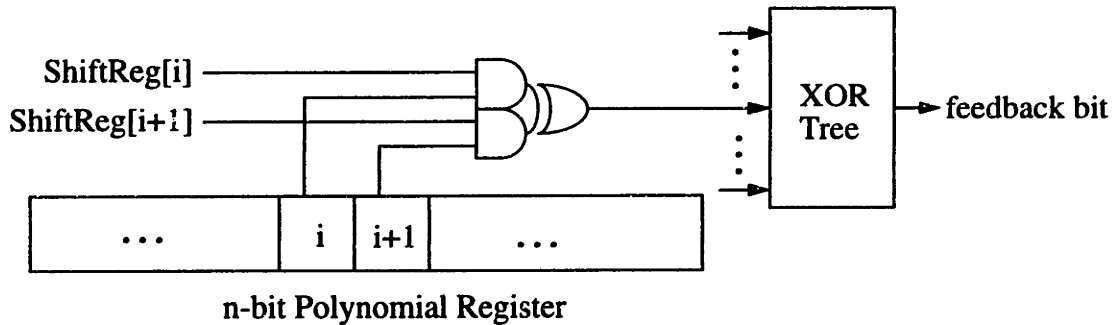 ShiftReg[i]
ShiftReg[i+1]
XOR
Tree
feedback bit
...
i
i+1
...
n-bit Polynomial Register